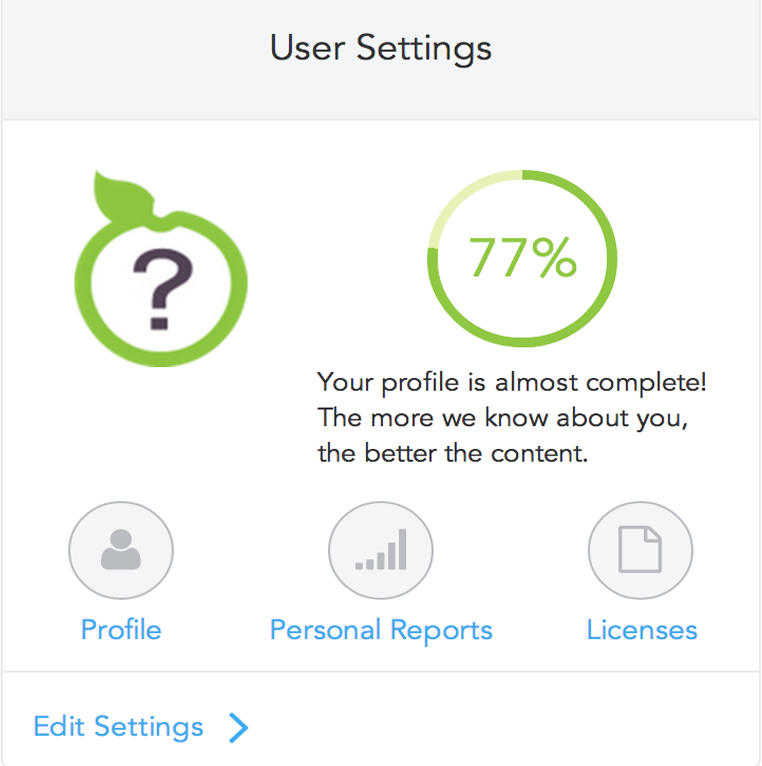 User Settings
?
77%
Your profile is almost complete!
The more we know about you,
the better the content.
Profile
Personal Reports
Licenses
Edit Settings